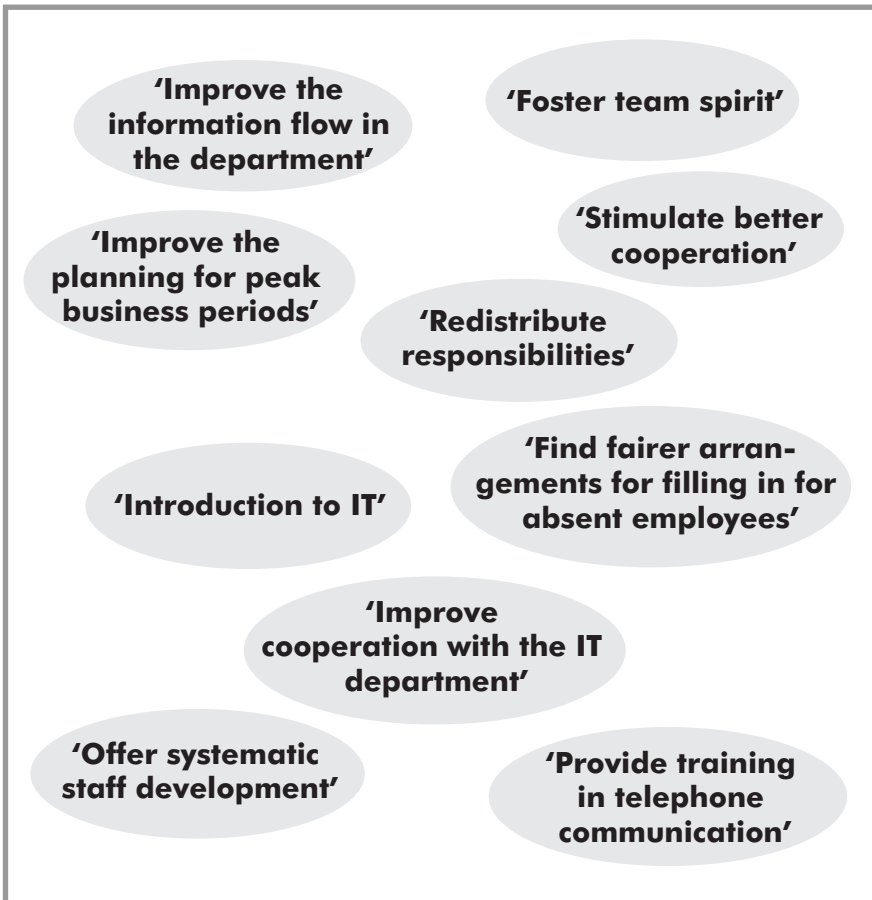 ‘Improve the
information flow in
the department’
‘Foster team spirit’
‘Stimulate better
cooperation’
‘Improve the
planning for peak
business periods’
‘Redistribute
responsibilities’
‘Find fairer arran-
gements for filling in for
absent employees’
‘Introduction to IT’
‘Improve
cooperation with the IT
department’
‘Offer systematic
staff development’
‘Provide training
in telephone
communication’